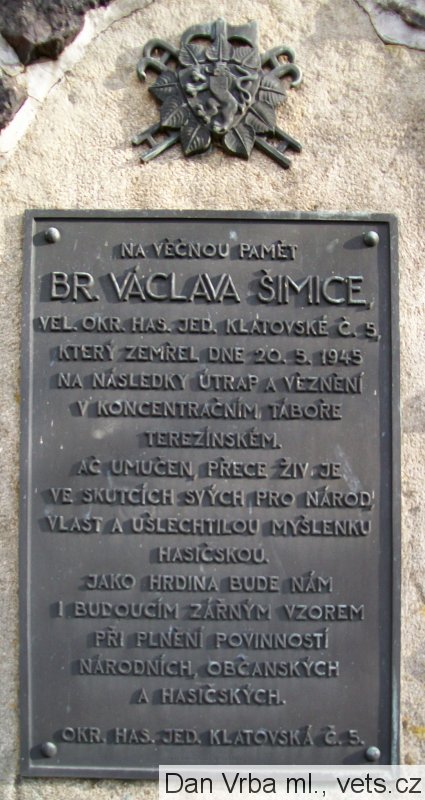 NA VĚČNOU PAMĚŤ
BR. VÁCLAVA ŠIMICE,
VEL. OKR. HAS. JED. KLATOVSKÉ Č. 5,
KTERÝ ZEMŘEL DNE 20. 5. 1945
NA NÁSLEDKY ÚTRAP A VĚZNĚNÍ
V KONCENTRAČNÍM TÁBOŘE
TEREZÍNSKÉM.
AČ UMUČEN, PŘECE ŽIV JE
VE SKUTCÍCH SVÝCH PRO NÁROD,
VLAST A UŠLECHTILOU MYŠLENKU
HASIČSKOU.
JAKO HRDINA BUDE NÁM
I BUDOUCÍM ZÁŘNÝM VZOREM
PŘI PLNĚNÍ POVINNOSTÍ
NÁRODNÍCH, OBČANSKÝCH
A HASIČSKÝCH.
OKR. HAS. JED. KLATOVSKÁ Č. 5.
Dan Vrba ml., vets.cz